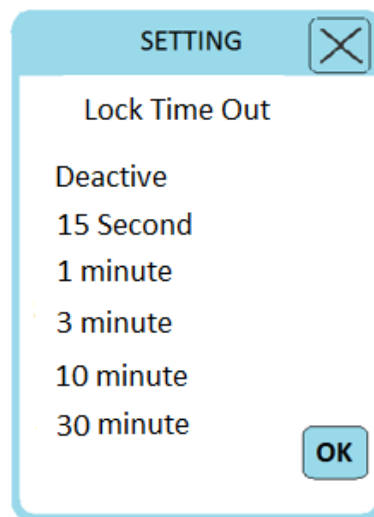 SETTING
Lock Time Out
Deactive
15 Second
1 minute
3 minute
10 minute
30 minute
OK